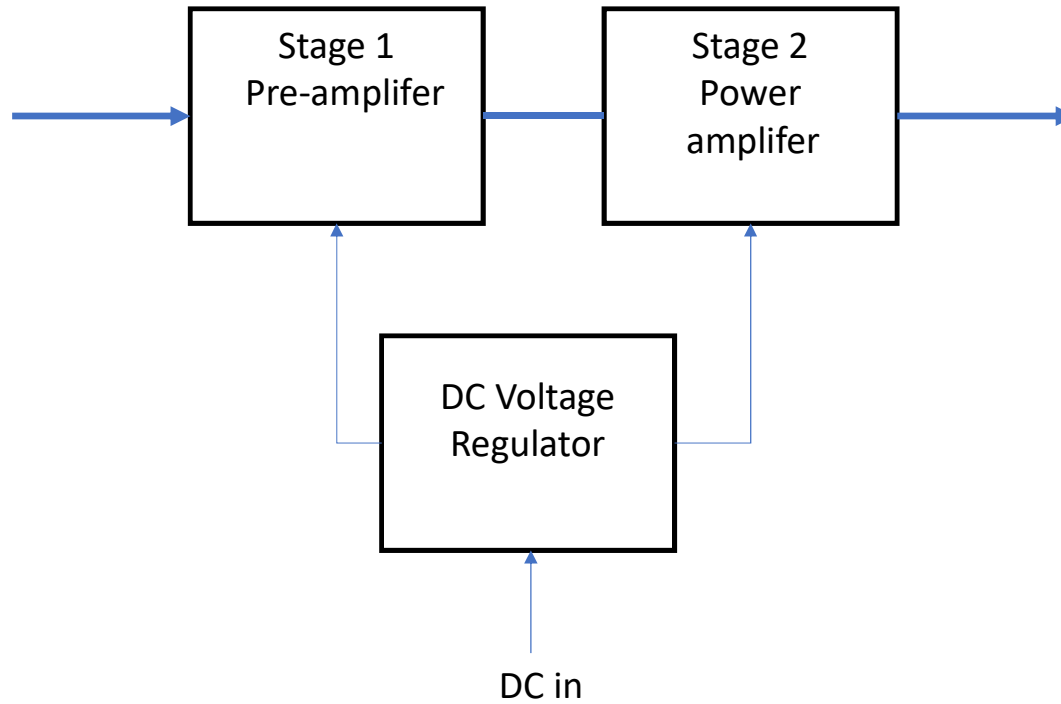 Stage 1
Pre-amplifer
Stage 2
Power
amplifer
DC Voltage
Regulator
DC in